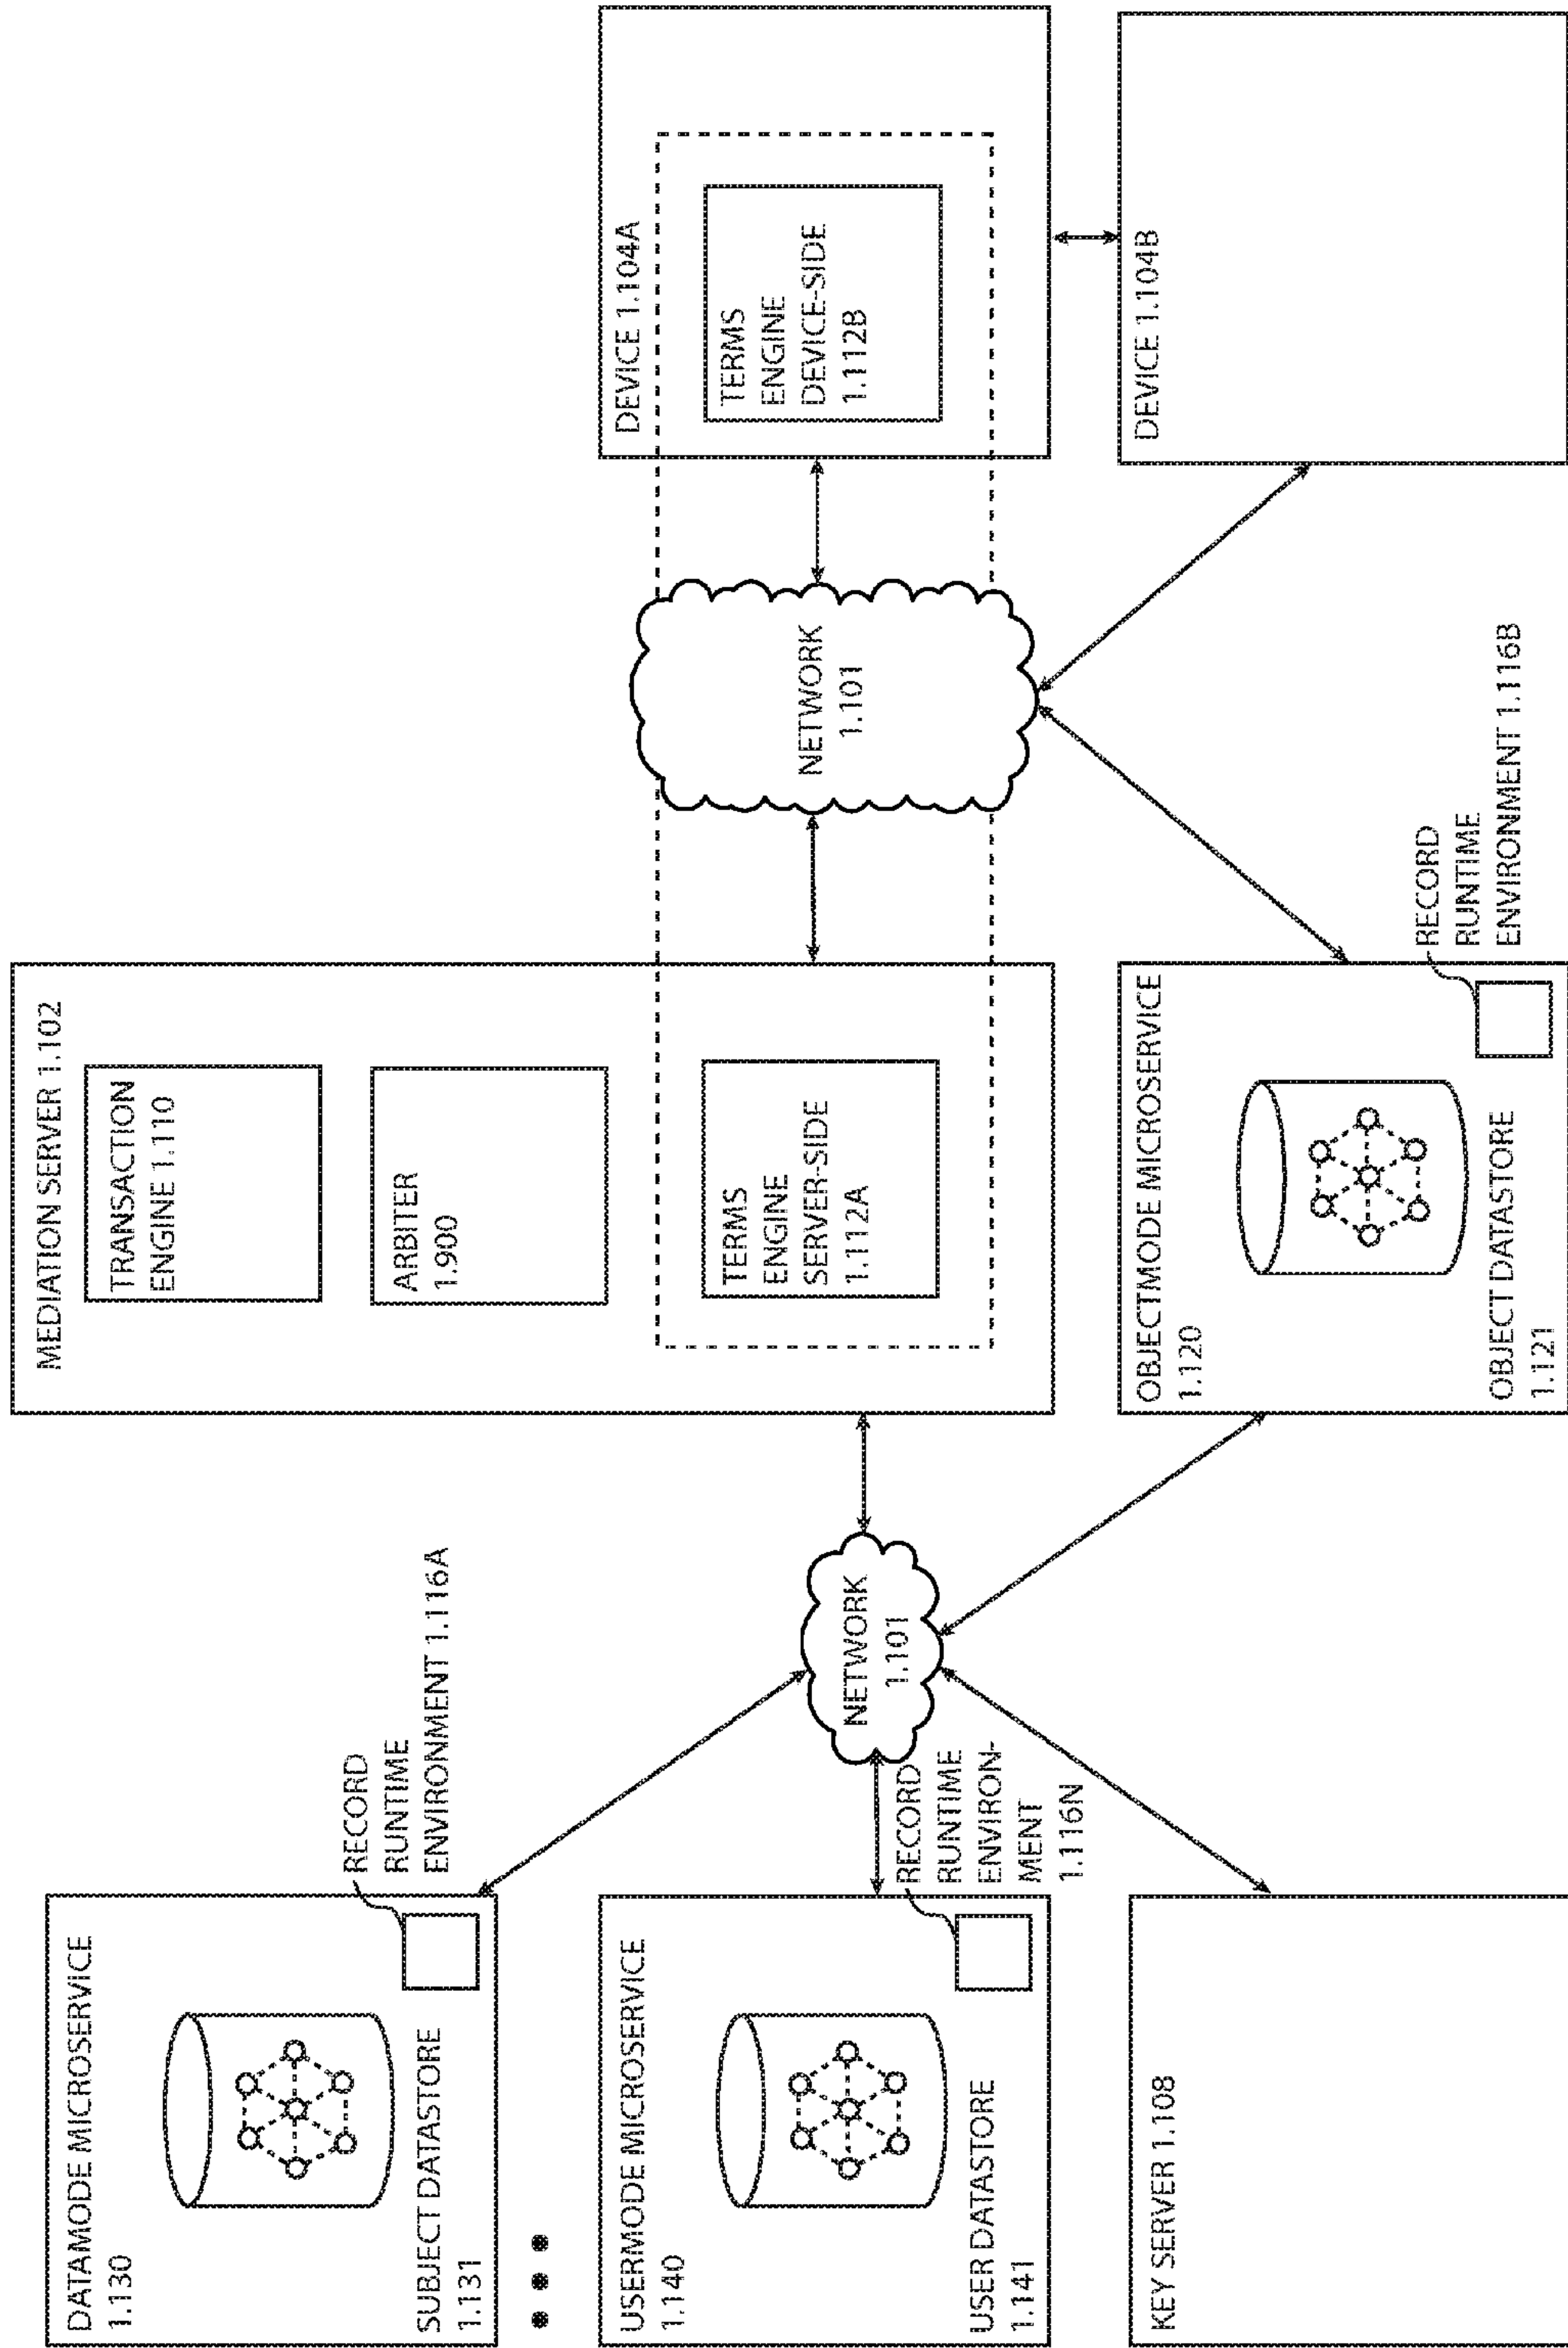 DATAMODE MICROSERVICE
1.130
SUBJECT DATASTORE
1.131
RECORD
RUNTIME
ENVIRONMENT 1.116A
USERMODE MICROSERVICE
1.140
USER DATASTORE
1.141
RECORD
RUNTIME
ENVIRON-
MENT
1.116N
KEY SERVER 1.108
NETWORK
1.101
MEDIATION SERVER 1.102
TRANSACTION
ENGINE 1.110
ARBITER
1.900
TERMS
ENGINE
SERVER-SIDE
1.112A
OBJECTMODE MICROSERVICE
1.120
OBJECT DATASTORE
1.121
RECORD
RUNTIME
ENVIRONMENT 1.116B
NETWORK
1.101
DEVICE 1.104A
TERMS
ENGINE
DEVICE-SIDE
1.112B
DEVICE 1.104B